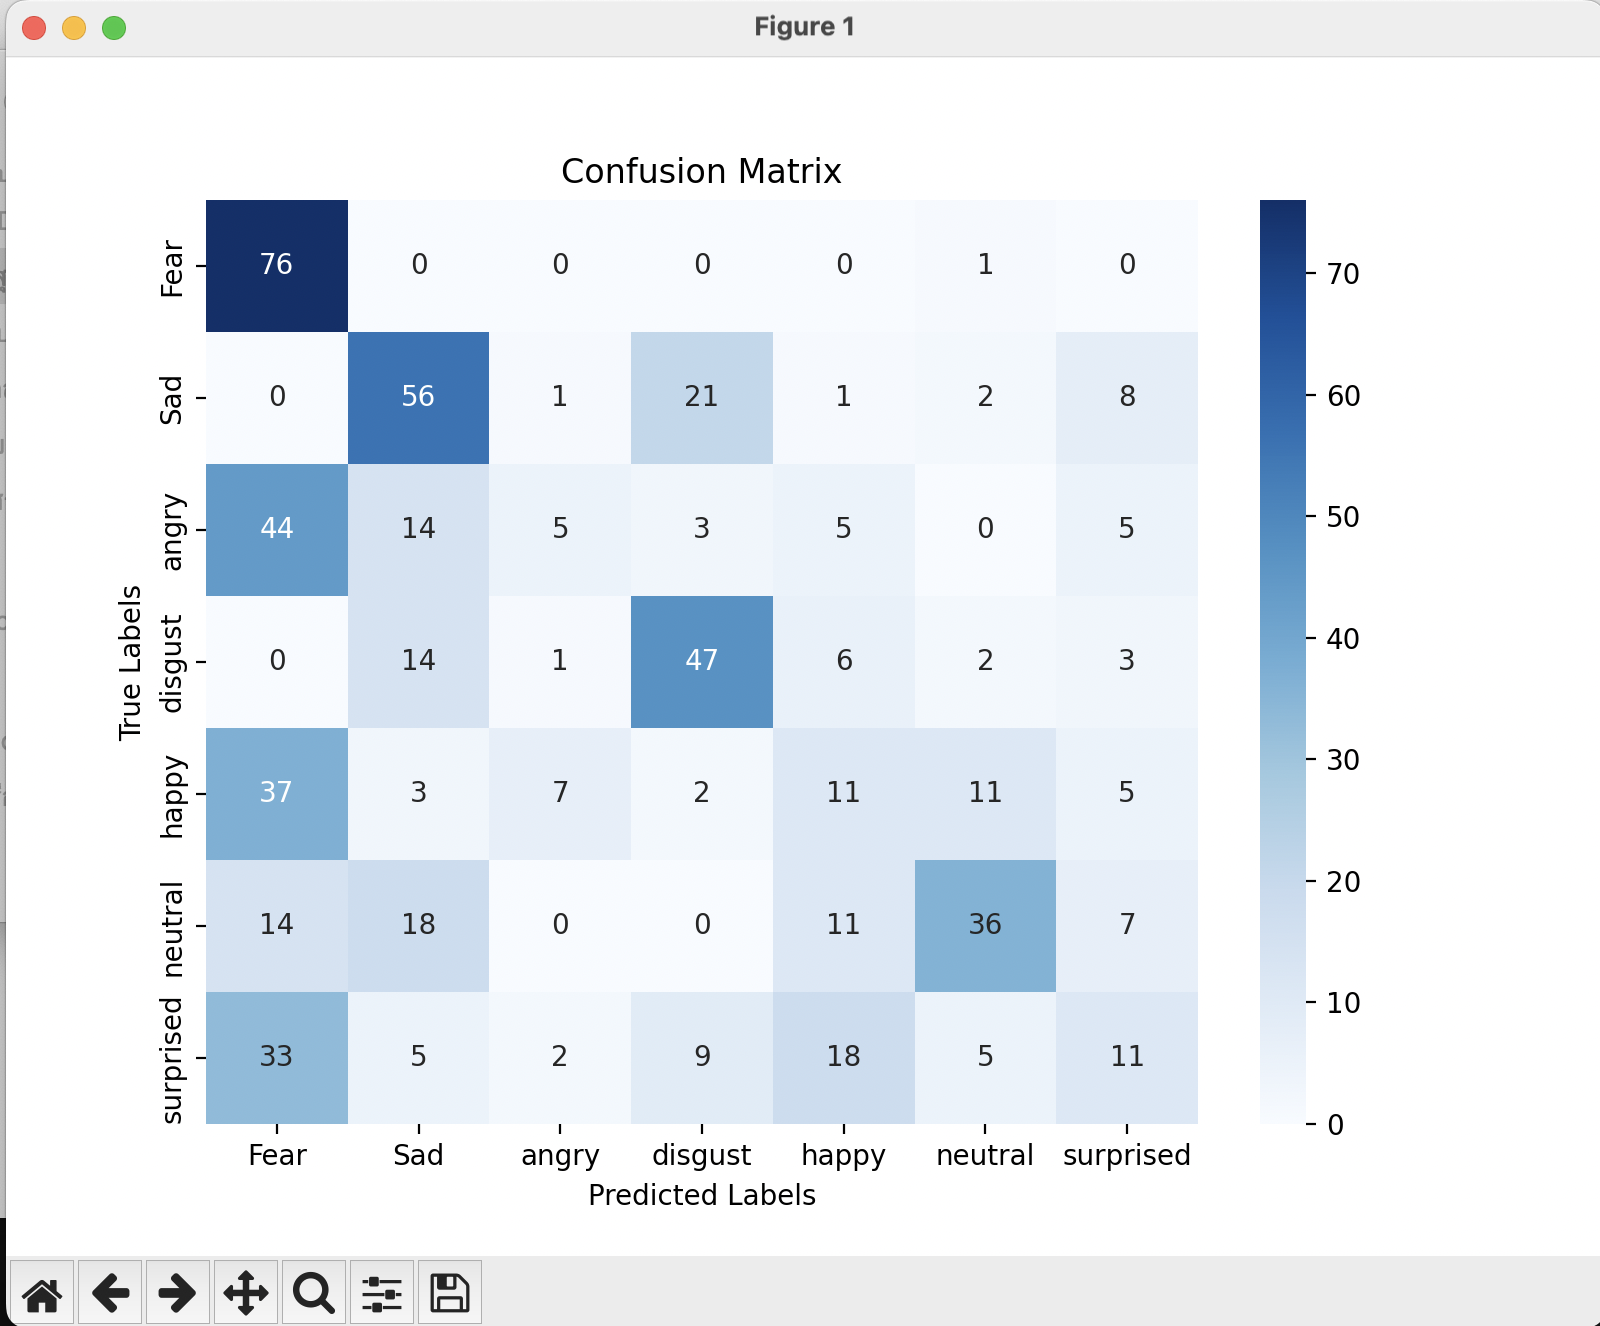 Figure 1
Confusion Matrix
Fear 76 0 0 0 0 1 0
Sad 0 56 1 21 1 2 8
angry 44 14 5 3 5 0 5
disgust 0 14 1 47 6 2 3
happy 37 3 7 2 11 11 5
neutral 14 18 0 0 11 36 7
surprised 33 5 2 9 18 5 11
True Labels
Fear Sad angry disgust happy neutral surprised
Predicted Labels
70
60
50
40
30
20
10
0